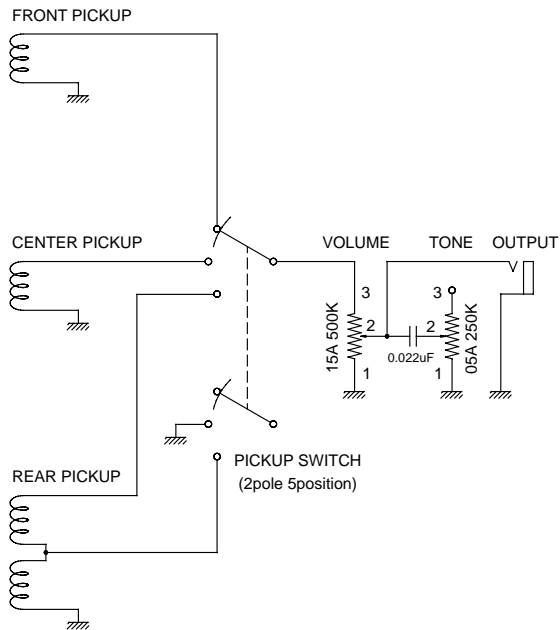 FRONT PICKUP
CENTER PICKUP
VOLUME
TONE
OUTPUT
3
2
1
15A 500K
0.022uF
3
2
1
05A 250K
REAR PICKUP
PICKUP SWITCH
(2pole 5position)